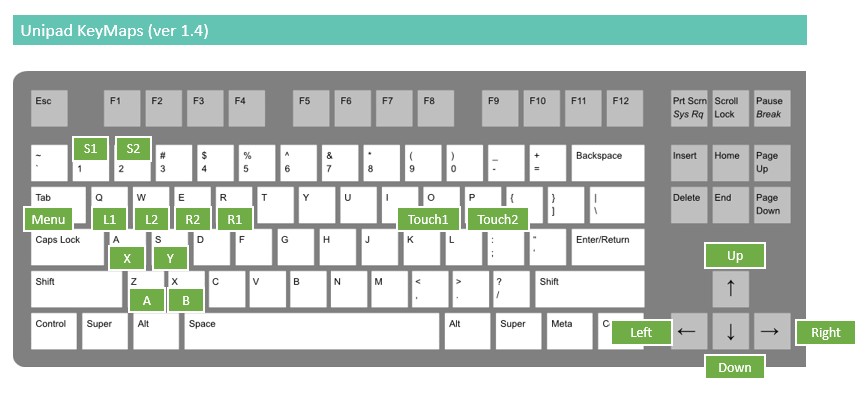 Unipad KeyMaps (ver 1.4)
Esc F1 F2 F3 F4 F5 F6 F7 F8 F9 F10 F11 F12 Prt Scrn Sys Rq Scroll Lock Pause Break
S1 S2
~ ` 1 2 # 3 $ 4 % 5 ^ 6 & 7 * 8 ( 9 ) 0 _ - + = Backspace Insert Home Page Up
Tab Q W E R T Y U I O P { [ } ] | \ Delete End Page Down
Menu L1 L2 R2 R1 Touch1 Touch2
Caps Lock A S D F G H J K L : ; " ' Enter/Return
X Y Up
Shift Z X C V B N M < , > . ? / Shift ↑
A B
Control Super Alt Space Alt Super Meta Left ← ↓ → Right
Down